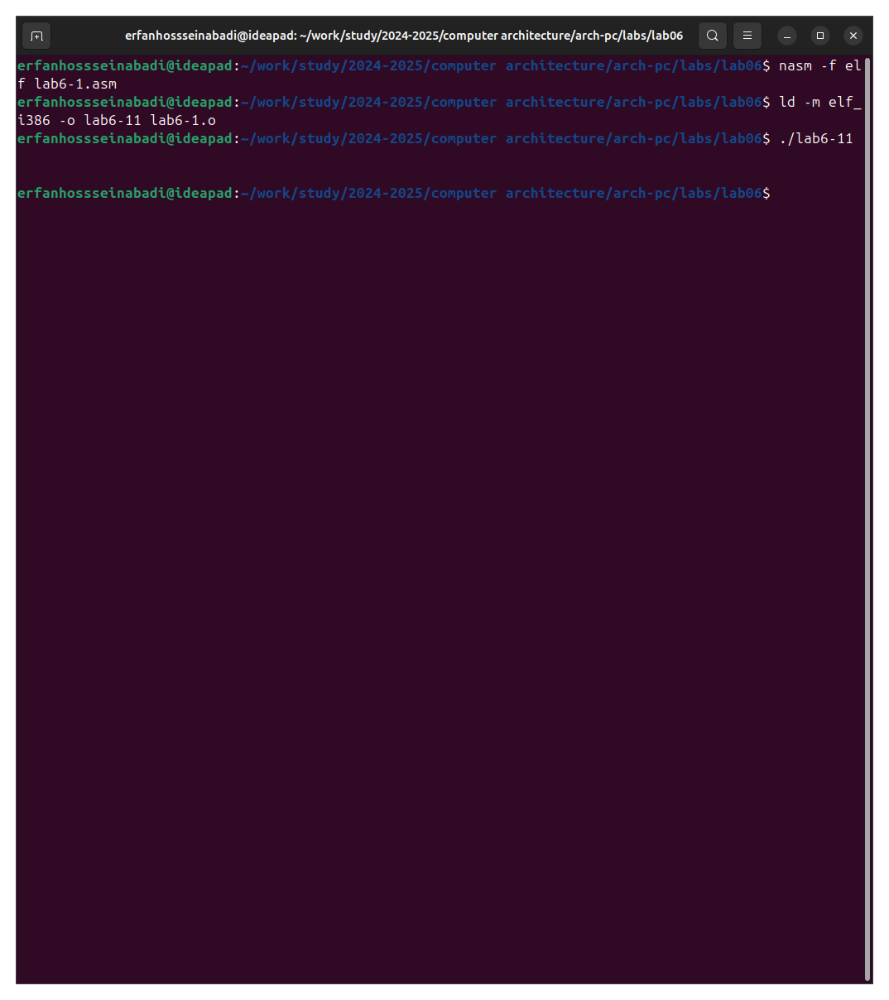 erfanhossseinabadi@ideapad: ~/work/study/2024-2025/computer architecture/arch-pc/labs/lab06
erfanhossseinabadi@ideapad:~/work/study/2024-2025/computer architecture/arch-pc/labs/lab06$ nasm -f el
f lab6-1.asm
erfanhossseinabadi@ideapad:~/work/study/2024-2025/computer architecture/arch-pc/labs/lab06$ ld -m elf_
i386 -o lab6-11 lab6-1.o
erfanhossseinabadi@ideapad:~/work/study/2024-2025/computer architecture/arch-pc/labs/lab06$ ./lab6-11
erfanhossseinabadi@ideapad:~/work/study/2024-2025/computer architecture/arch-pc/labs/lab06$